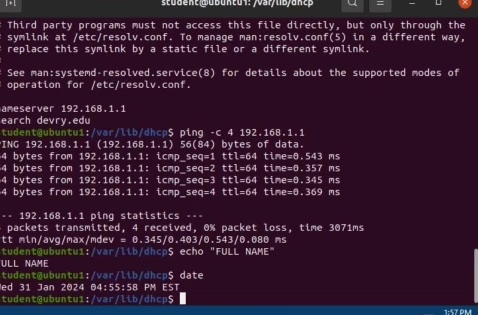 student@ubuntu1: /var/lib/dhcp
Third party programs must not access this file directly, but only through the
symlink at /etc/resolv.conf. To manage man:resolv.conf(5) in a different way,
replace this symlink by a static file or a different symlink.
See man:systemd-resolved.service(8) for details about the supported modes of
operation for /etc/resolv.conf.
nameserver 192.168.1.1
search devry.edu
student@ubuntu1:/var/lib/dhcp$ ping -c 4 192.168.1.1
PING 192.168.1.1 (192.168.1.1) 56(84) bytes of data.
64 bytes from 192.168.1.1: icmp_seq=1 ttl=64 time=0.543 ms
64 bytes from 192.168.1.1: icmp_seq=2 ttl=64 time=0.357 ms
64 bytes from 192.168.1.1: icmp_seq=3 ttl=64 time=0.345 ms
64 bytes from 192.168.1.1: icmp_seq=4 ttl=64 time=0.369 ms
--- 192.168.1.1 ping statistics ---
packets transmitted, 4 received, 0% packet loss, time 3071ms
rtt min/avg/max/mdev = 0.345/0.403/0.543/0.080 ms
student@ubuntu1:/var/lib/dhcp$ echo "FULL NAME"
FULL NAME
student@ubuntu1:/var/lib/dhcp$ date
Wed 31 Jan 2024 04:55:58 PM EST
student@ubuntu1:/var/lib/dhcp$
1:57 PM